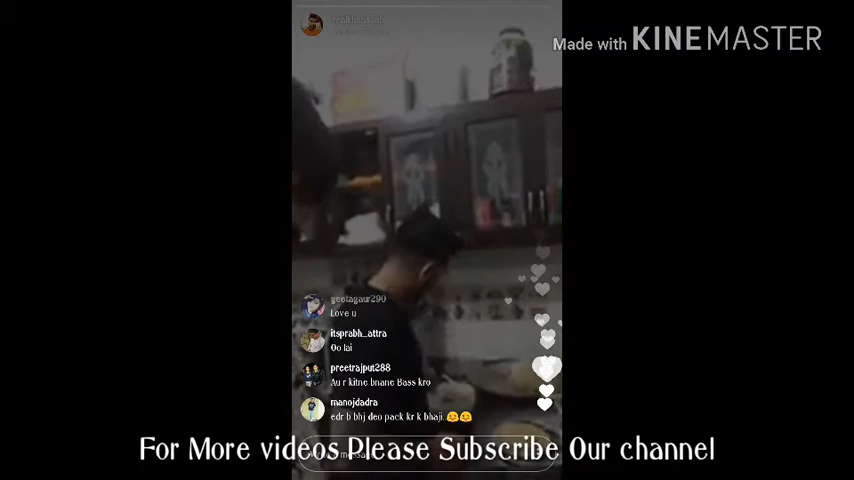 Made with KINEMASTER
geetagaur290
Love u
itsprabh_attra
Oo tai
preetrajput288
Au r kitne bnane Bass kro
manojdadra
edr b bhj deo pack kr k bhaji..🤗🤗
For More videos Please Subscribe Our channel